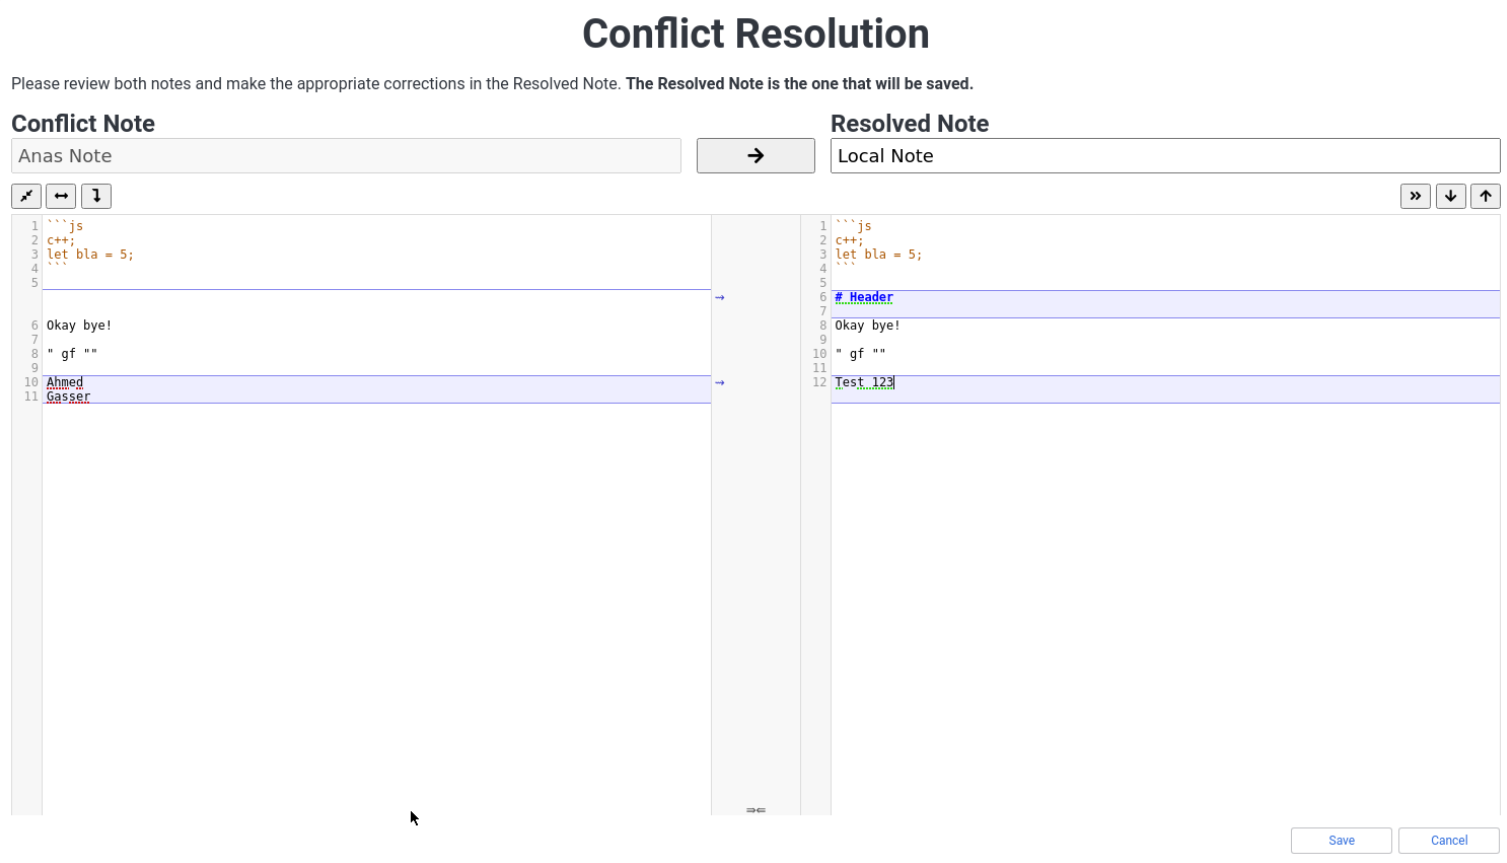 Conflict Resolution
Please review both notes and make the appropriate corrections in the Resolved Note. The Resolved Note is the one that will be saved.
Conflict Note
Resolved Note
Anas Note
→
Local Note
1 ```js
2 c++;
3 let bla = 5;
4 ```
5
6 Okay bye!
7
8 " gf ""
9
10 Ahmed
11 Gasser
→
→
1 ```js
2 c++;
3 let bla = 5;
4 ```
5
6 # Header
7
8 Okay bye!
9
10 " gf ""
11
12 Test 123
Save
Cancel